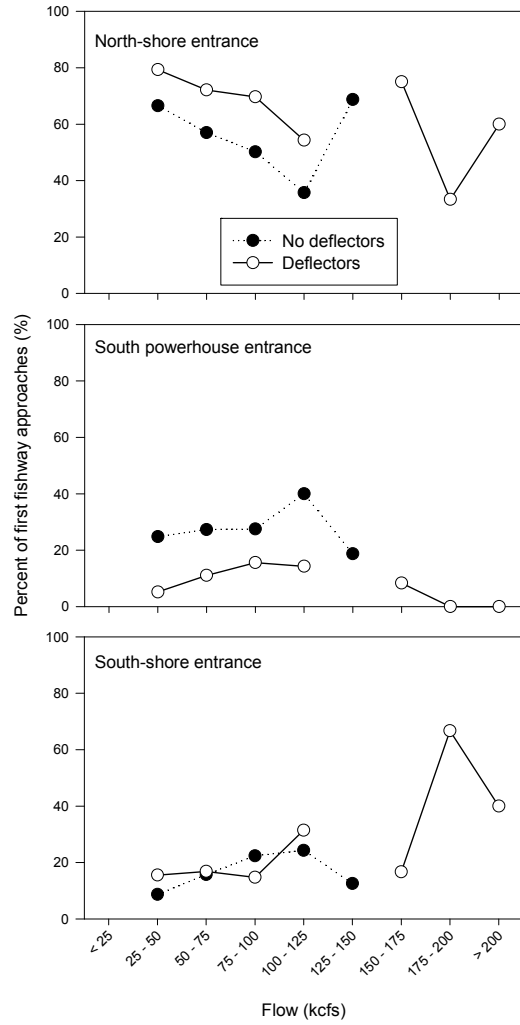 100
80
60
40
20
0
North-shore entrance
No deflectors
Deflectors
Percent of first fishway approaches (%)
100
80
60
40
20
0
South powerhouse entrance
100
80
60
40
20
0
South-shore entrance
< 25
25 - 50
50 - 75
75 - 100
100 - 125
125 - 150
150 - 175
175 - 200
> 200
Flow (kcfs)